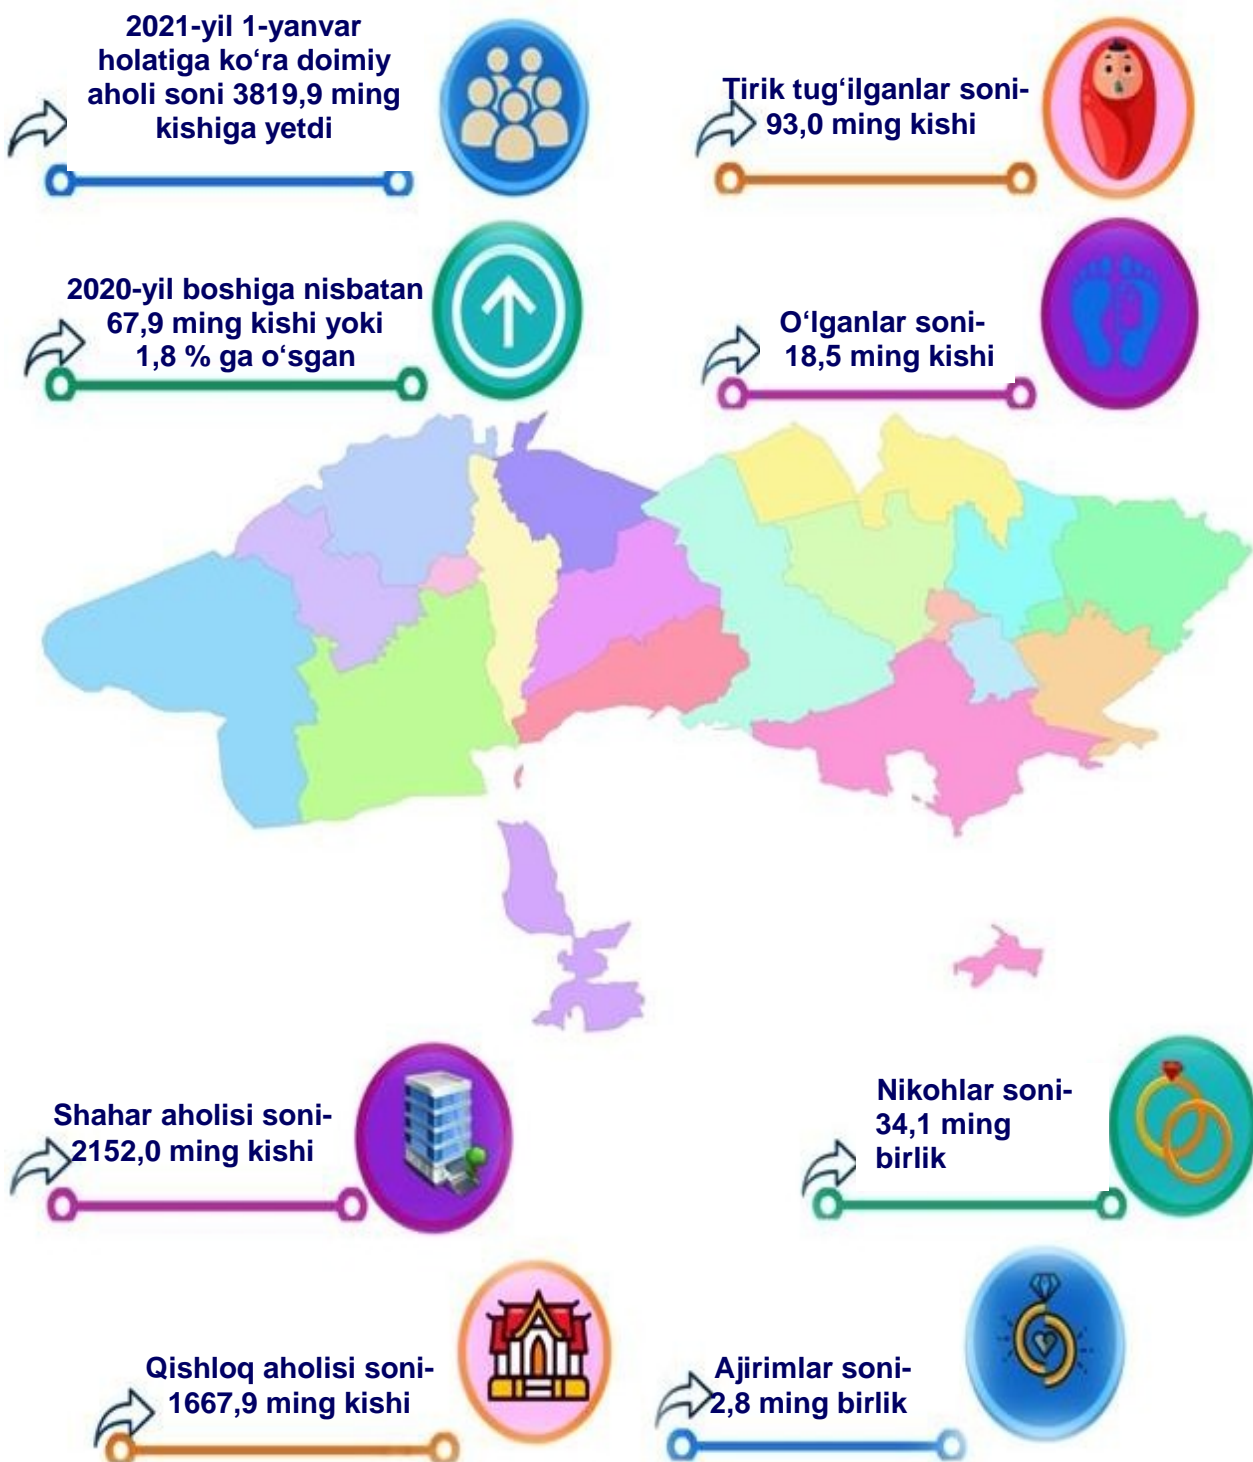 2021-yil 1-yanvar
holatiga ko‘ra doimiy
aholi soni 3819,9 ming
kishiga yetdi
Tirik tug‘ilganlar soni-
93,0 ming kishi
2020-yil boshiga nisbatan
67,9 ming kishi yoki
1,8 % ga o‘sgan
O‘lganlar soni-
18,5 ming kishi
Shahar aholisi soni-
2152,0 ming kishi
Nikohlar soni-
34,1 ming
birlik
Qishloq aholisi soni-
1667,9 ming kishi
Ajirimlar soni-
2,8 ming birlik